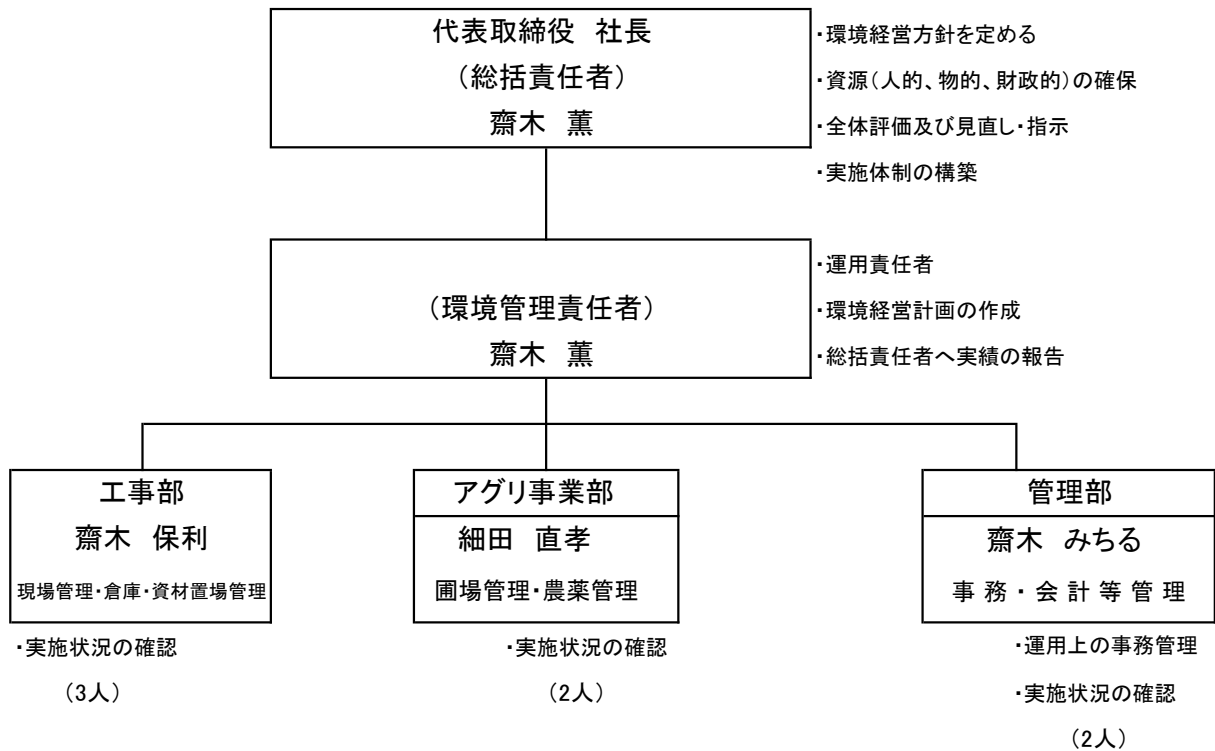 代表取締役 社長
(総括責任者)
齋木 薫
・環境経営方針を定める
・資源(人的、物的、財政的)の確保
・全体評価及び見直し・指示
・実施体制の構築
(環境管理責任者)
齋木 薫
・運用責任者
・環境経営計画の作成
・総括責任者へ実績の報告
工事部
齋木 保利
現場管理・倉庫・資材置場管理
・実施状況の確認
(3人)
アグリ事業部
細田 直孝
圃場管理・農薬管理
・実施状況の確認
(2人)
管理部
齋木 みちる
事 務 ・ 会 計 等 管 理
・運用上の事務管理
・実施状況の確認
(2人)